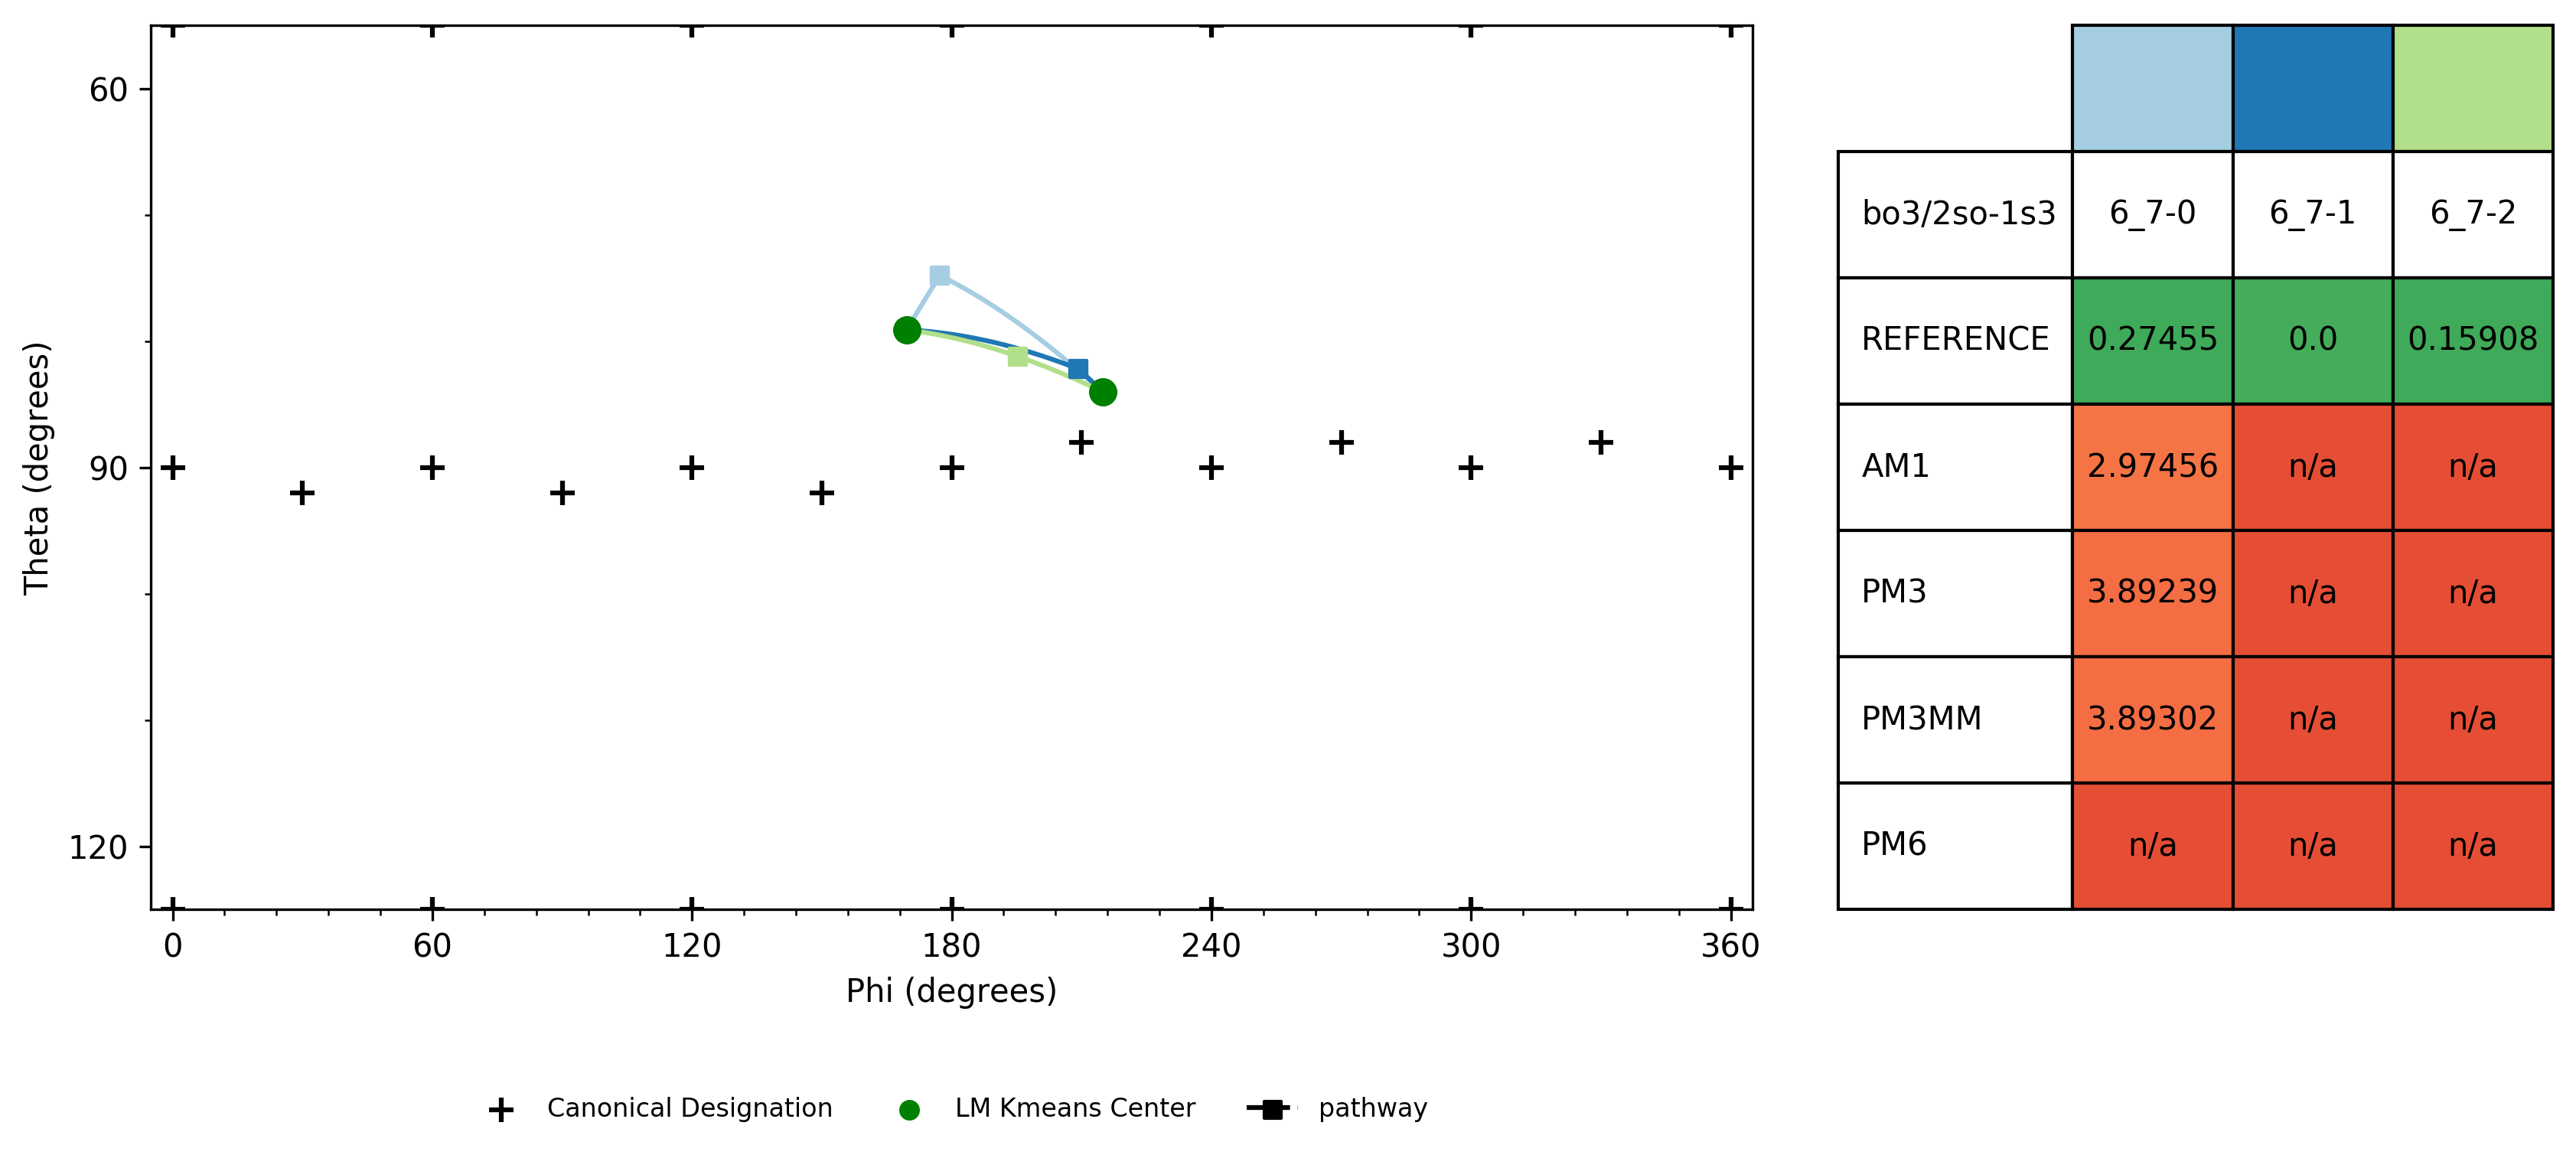 60
90
120
Theta (degrees)
0 60 120 180 240 300 360
Phi (degrees)
Canonical Designation LM Kmeans Center pathway
bo3/2so-1s3 6_7-0 6_7-1 6_7-2
REFERENCE 0.27455 0.0 0.15908
AM1 2.97456 n/a n/a
PM3 3.89239 n/a n/a
PM3MM 3.89302 n/a n/a
PM6 n/a n/a n/a